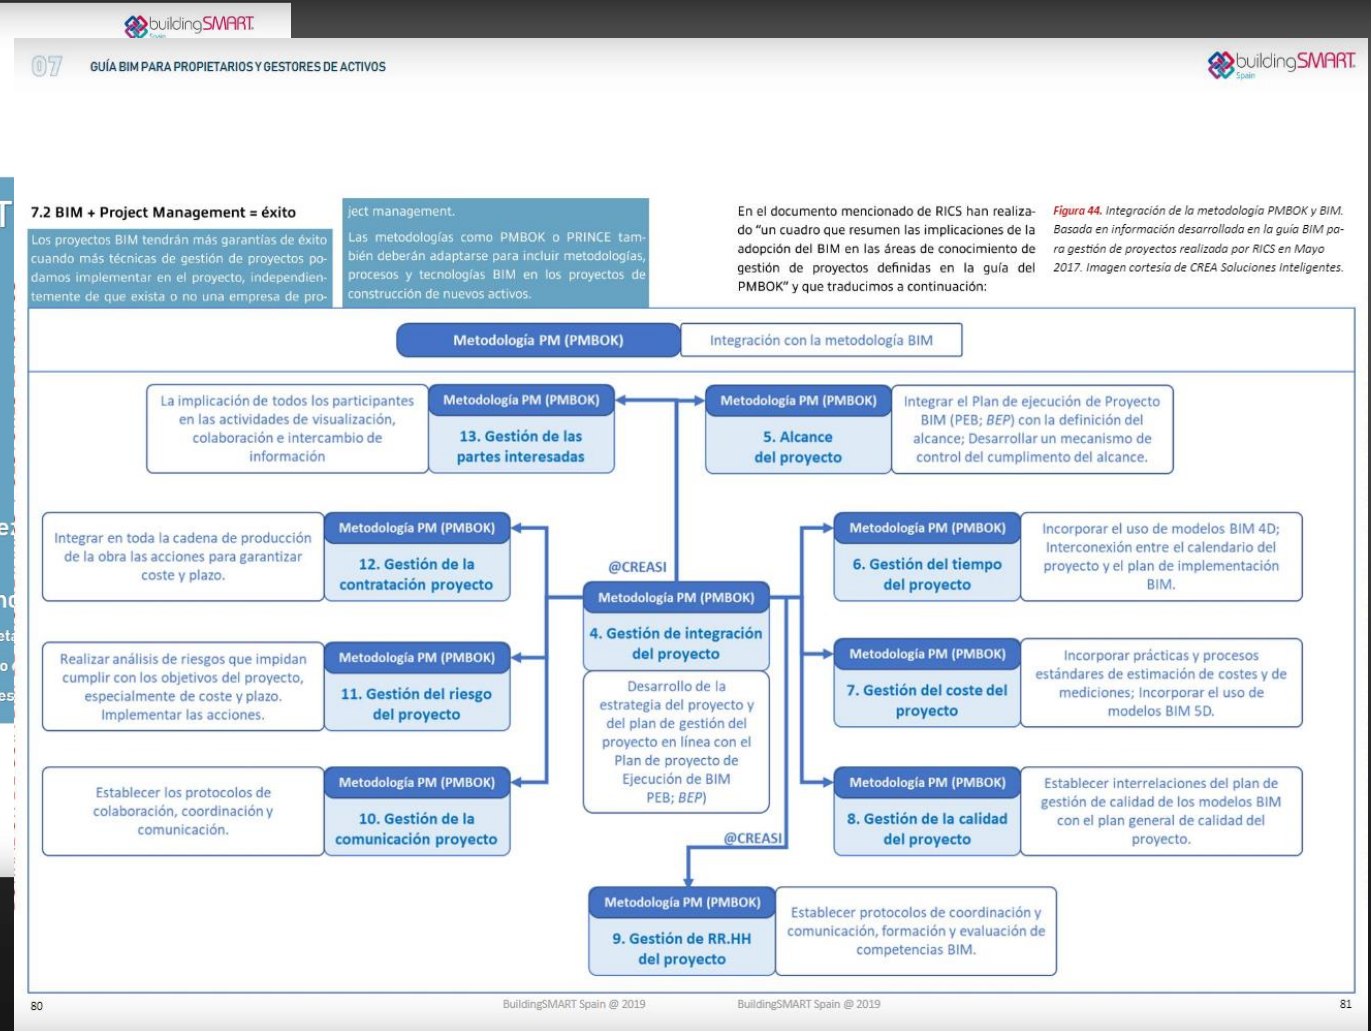 buildingSMART
Spain
07
GUÍA BIM PARA PROPIETARIOS Y GESTORES DE ACTIVOS
buildingSMART
Spain
7.2 BIM + Project Management = éxito
Los proyectos BIM tendrán más garantías de éxito
cuando más técnicas de gestión de proyectos po-
damos implementar en el proyecto, independien-
temente de que exista o no una empresa de pro-
ject management.
Las metodologías como PMBOK o PRINCE tam-
bién deberán adaptarse para incluir metodologías,
procesos y tecnologías BIM en los proyectos de
construcción de nuevos activos.
En el documento mencionado de RICS han realiza-
do “un cuadro que resumen las implicaciones de la
adopción del BIM en las áreas de conocimiento de
gestión de proyectos definidas en la guía del
PMBOK” y que traducimos a continuación:
Figura 44. Integración de la metodología PMBOK y BIM.
Basada en información desarrollada en la guía BIM pa-
ra gestión de proyectos realizada por RICS en Mayo
2017. Imagen cortesía de CREA Soluciones Inteligentes.
Metodología PM (PMBOK)
Integración con la metodología BIM
La implicación de todos los participantes
en las actividades de visualización,
colaboración e intercambio de
información
Metodología PM (PMBOK)
13. Gestión de las
partes interesadas
Metodología PM (PMBOK)
5. Alcance
del proyecto
Integrar el Plan de ejecución de Proyecto
BIM (PEB; BEP) con la definición del
alcance; Desarrollar un mecanismo de
control del cumplimento del alcance.
Integrar en toda la cadena de producción
de la obra las acciones para garantizar
coste y plazo.
Metodología PM (PMBOK)
12. Gestión de la
contratación proyecto
@CREASI
Metodología PM (PMBOK)
6. Gestión del tiempo
del proyecto
Incorporar el uso de modelos BIM 4D;
Interconexión entre el calendario del
proyecto y el plan de implementación
BIM.
Metodología PM (PMBOK)
4. Gestión de integración
del proyecto
Desarrollo de la
estrategia del proyecto y
del plan de gestión del
proyecto en línea con el
Plan de proyecto de
Ejecución de BIM
PEB; BEP)
Realizar análisis de riesgos que impidan
cumplir con los objetivos del proyecto,
especialmente de coste y plazo.
Implementar las acciones.
Metodología PM (PMBOK)
11. Gestión del riesgo
del proyecto
Metodología PM (PMBOK)
7. Gestión del coste del
proyecto
Incorporar prácticas y procesos
estándares de estimación de costes y de
mediciones; Incorporar el uso de
modelos BIM 5D.
Establecer los protocolos de
colaboración, coordinación y
comunicación.
Metodología PM (PMBOK)
10. Gestión de la
comunicación proyecto
Metodología PM (PMBOK)
8. Gestión de la calidad
del proyecto
Establecer interrelaciones del plan de
gestión de calidad de los modelos BIM
con el plan general de calidad del
proyecto.
@CREASI
Metodología PM (PMBOK)
9. Gestión de RR.HH
del proyecto
Establecer protocolos de coordinación y
comunicación, formación y evaluación de
competencias BIM.
80
BuildingSMART Spain @ 2019
BuildingSMART Spain @ 2019
81